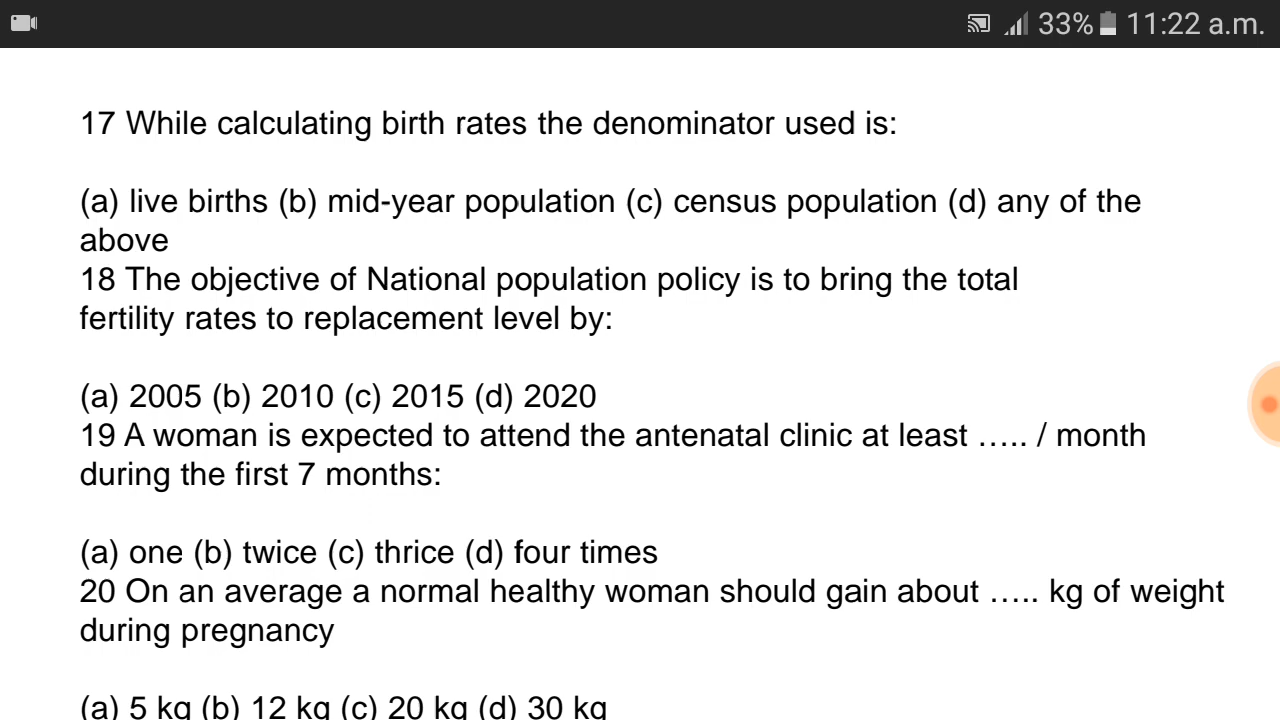 33% 11:22 a.m.
17 While calculating birth rates the denominator used is:
(a) live births (b) mid-year population (c) census population (d) any of the
above
18 The objective of National population policy is to bring the total
fertility rates to replacement level by:
(a) 2005 (b) 2010 (c) 2015 (d) 2020
19 A woman is expected to attend the antenatal clinic at least ….. / month
during the first 7 months:
(a) one (b) twice (c) thrice (d) four times
20 On an average a normal healthy woman should gain about ….. kg of weight
during pregnancy
(a) 5 kg (b) 12 kg (c) 20 kg (d) 30 kg